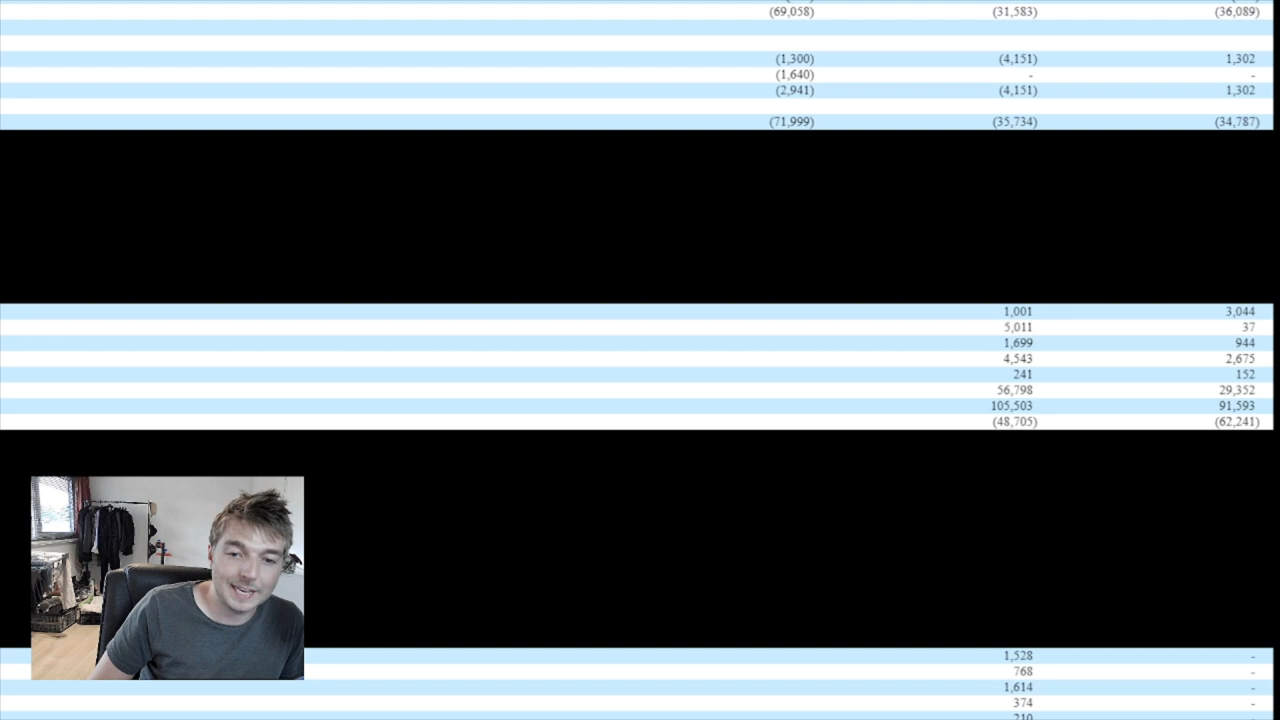 (69,058) (31,583) (36,089)
(1,300) (4,151) 1,302
(1,640) - -
(2,941) (4,151) 1,302
(71,999) (35,734) (34,787)
1,001 3,044
5,011 37
1,699 944
4,543 2,675
241 152
56,798 29,352
105,503 91,593
(48,705) (62,241)
1,528 -
768 -
1,614 -
374 -
210 -